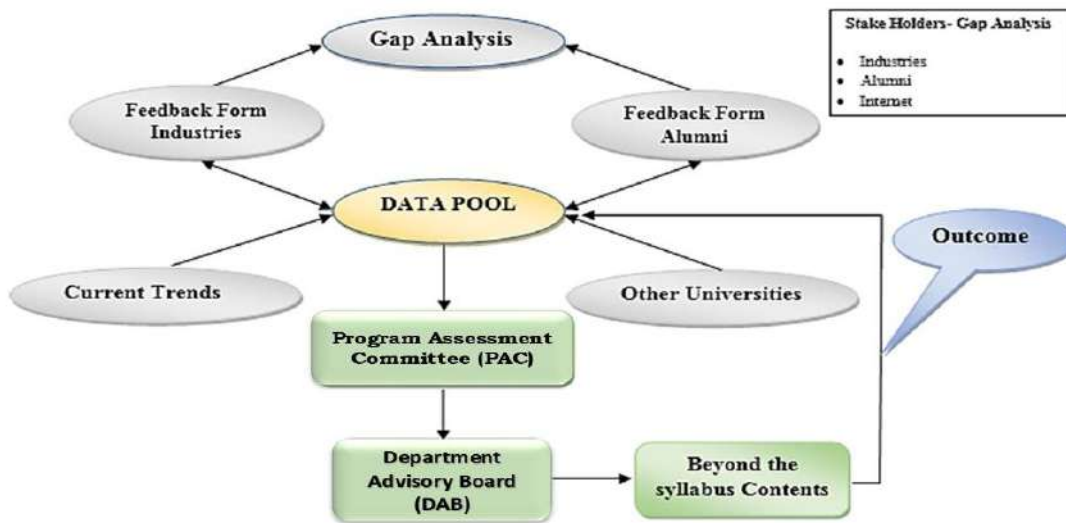 Gap Analysis
Stake Holders- Gap Analysis
• Industries
• Alumni
• Internet
Feedback Form
Industries
Feedback Form
Alumni
DATA POOL
Outcome
Current Trends
Other Universities
Program Assessment
Committee (PAC)
Department
Advisory Board
(DAB)
Beyond the
syllabus Contents